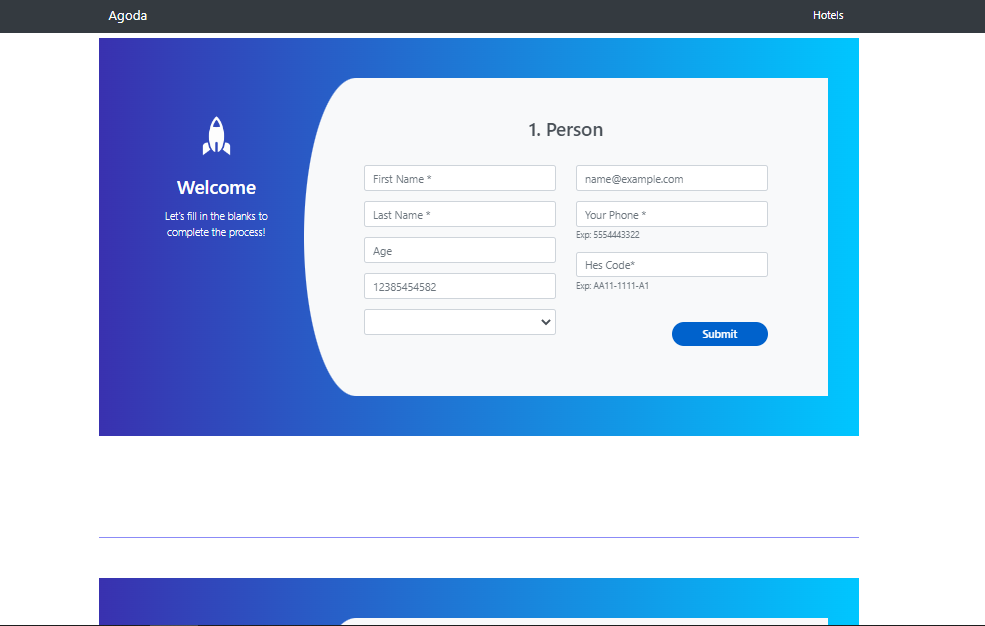 Agoda
Hotels
Welcome
Let's fill in the blanks to
complete the process!
1. Person
First Name *
Last Name *
Age
12385454582
name@example.com
Your Phone *
Exp: 5554443322
Hes Code*
Exp: AA11-1111-A1
Submit